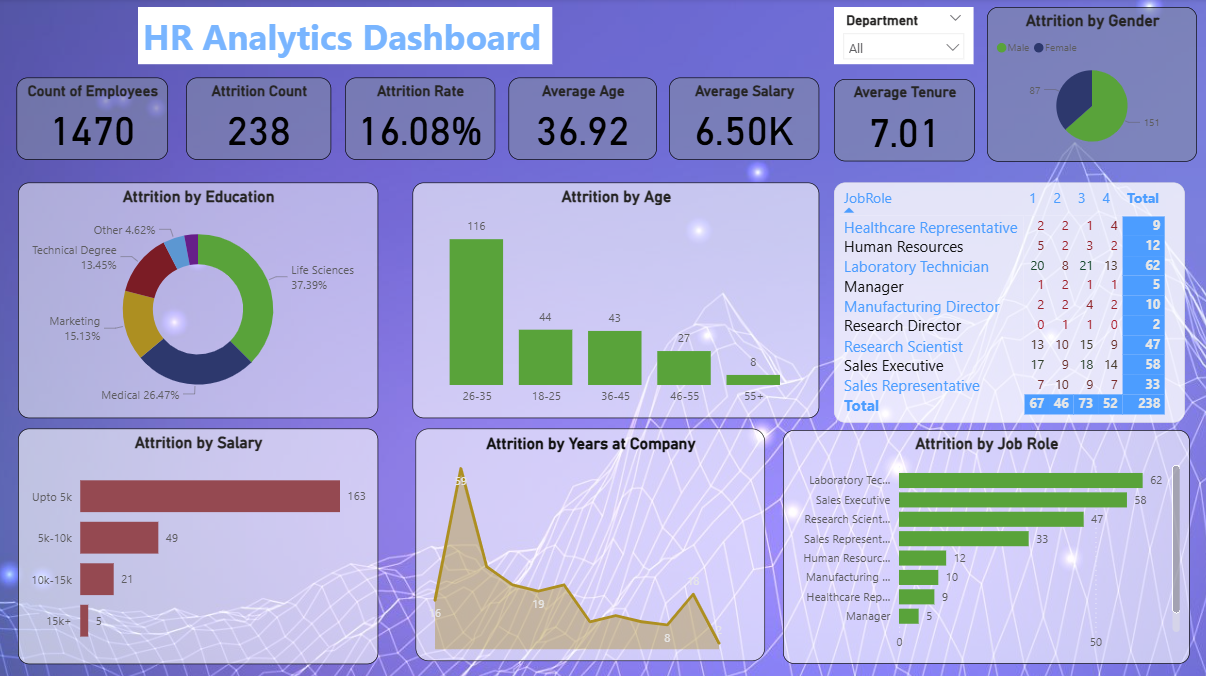 HR Analytics Dashboard
Department
All
Attrition by Gender
Male Female
87
151
Count of Employees
1470
Attrition Count
238
Attrition Rate
16.08%
Average Age
36.92
Average Salary
6.50K
Average Tenure
7.01
Attrition by Education
Other 4.62%
Technical Degree
13.45%
Life Sciences
37.39%
Marketing
15.13%
Medical 26.47%
Attrition by Age
116
44
43
27
8
26-35 18-25 36-45 46-55 55+
JobRole 1 2 3 4 Total
Healthcare Representative 2 2 1 4 9
Human Resources 5 2 3 2 12
Laboratory Technician 20 8 21 13 62
Manager 1 2 1 1 5
Manufacturing Director 2 2 4 2 10
Research Director 0 1 1 0 2
Research Scientist 13 10 15 9 47
Sales Executive 17 9 18 14 58
Sales Representative 7 10 9 7 33
Total 67 46 73 52 238
Attrition by Salary
Upto 5k 163
5k-10k 49
10k-15k 21
15k+ 5
Attrition by Years at Company
59
19
8
Attrition by Job Role
Laboratory Tec... 62
Sales Executive 58
Research Scient... 47
Sales Represent... 33
Human Resourc... 12
Manufacturing ... 10
Healthcare Rep... 9
Manager 5
0 50